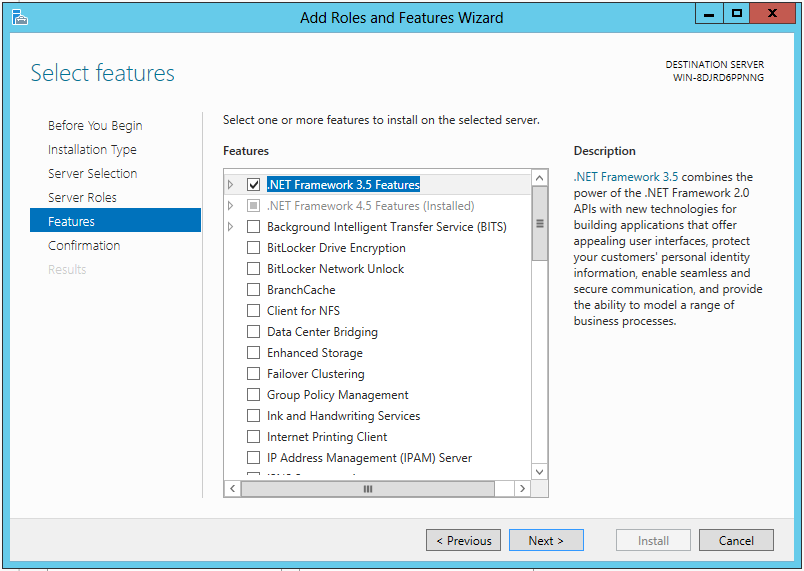 Add Roles and Features Wizard
Select features
DESTINATION SERVER
WIN-8DJRD6PPNNG
Before You Begin
Installation Type
Server Selection
Server Roles
Features
Confirmation
Results
Select one or more features to install on the selected server.
Features
.NET Framework 3.5 Features
.NET Framework 4.5 Features (Installed)
Background Intelligent Transfer Service (BITS)
BitLocker Drive Encryption
BitLocker Network Unlock
BranchCache
Client for NFS
Data Center Bridging
Enhanced Storage
Failover Clustering
Group Policy Management
Ink and Handwriting Services
Internet Printing Client
IP Address Management (IPAM) Server
Description
.NET Framework 3.5 combines the
power of the .NET Framework 2.0
APIs with new technologies for
building applications that offer
appealing user interfaces, protect
your customers' personal identity
information, enable seamless and
secure communication, and provide
the ability to model a range of
business processes.
< Previous
Next >
Install
Cancel